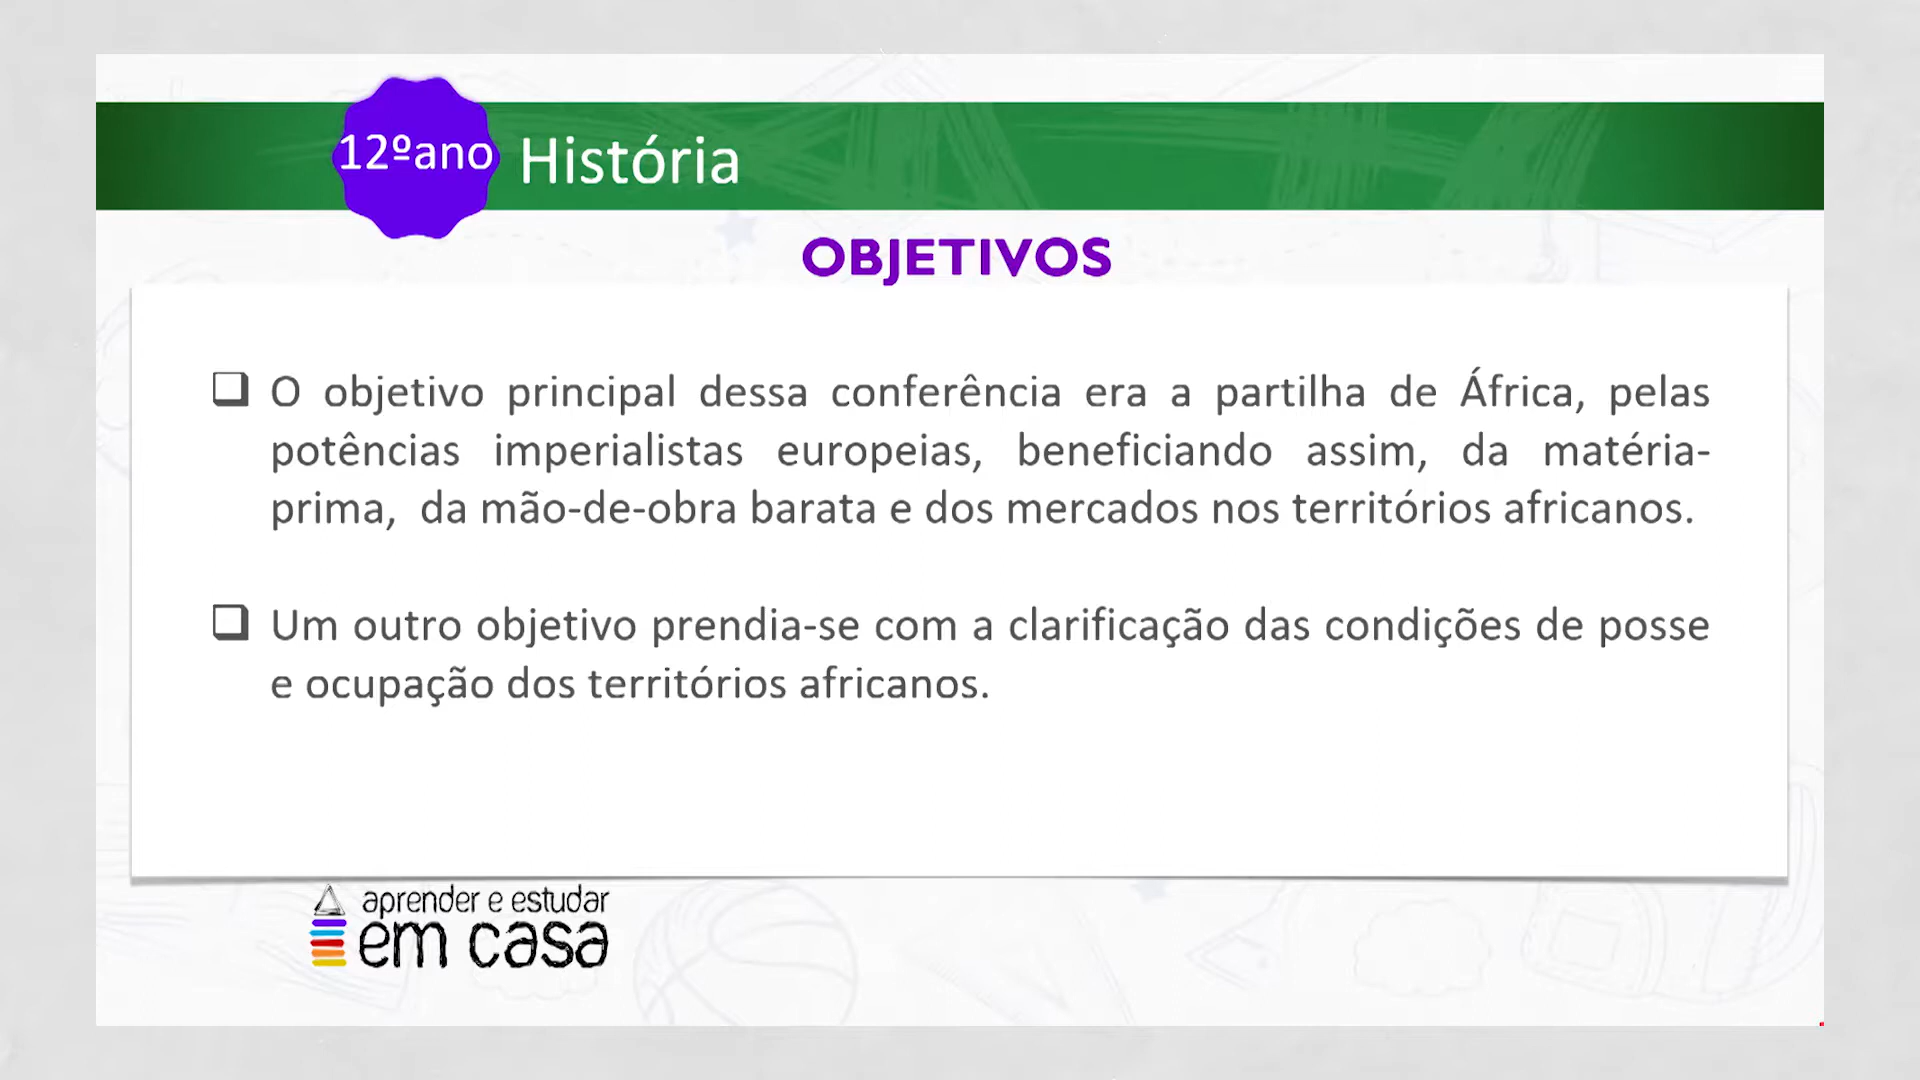 12ºano
História
OBJETIVOS
O objetivo principal dessa conferência era a partilha de África, pelas
potências imperialistas europeias, beneficiando assim, da matéria-
prima, da mão-de-obra barata e dos mercados nos territórios africanos.
Um outro objetivo prendia-se com a clarificação das condições de posse
e ocupação dos territórios africanos.
aprender e estudar
em casa